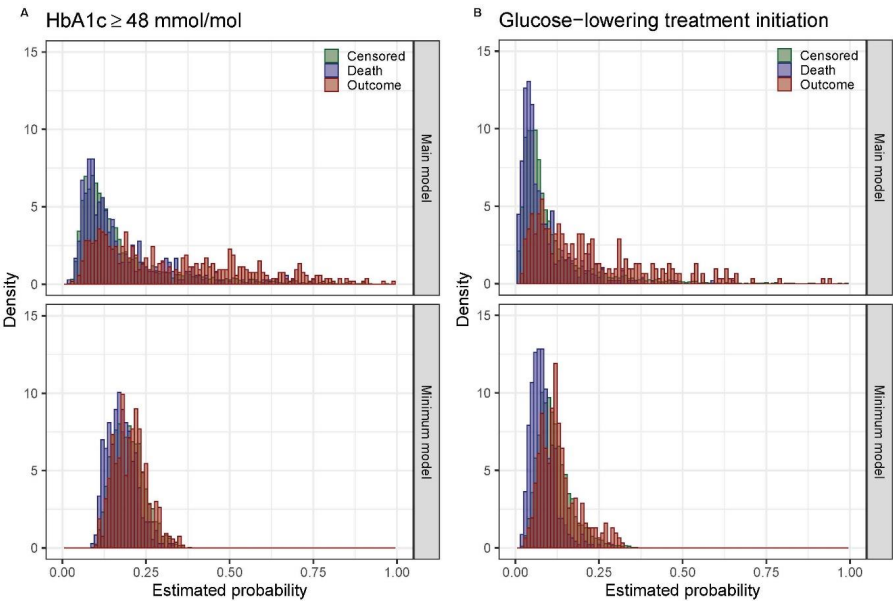 A HbA1c ≥ 48 mmol/mol
B Glucose−lowering treatment initiation
Censored
Death
Outcome
Censored
Death
Outcome
15
10
5
0
Main model
15
10
5
0
Main model
Density
Density
15
10
5
0
Minimum model
15
10
5
0
Minimum model
0.00 0.25 0.50 0.75 1.00
0.00 0.25 0.50 0.75 1.00
Estimated probability
Estimated probability